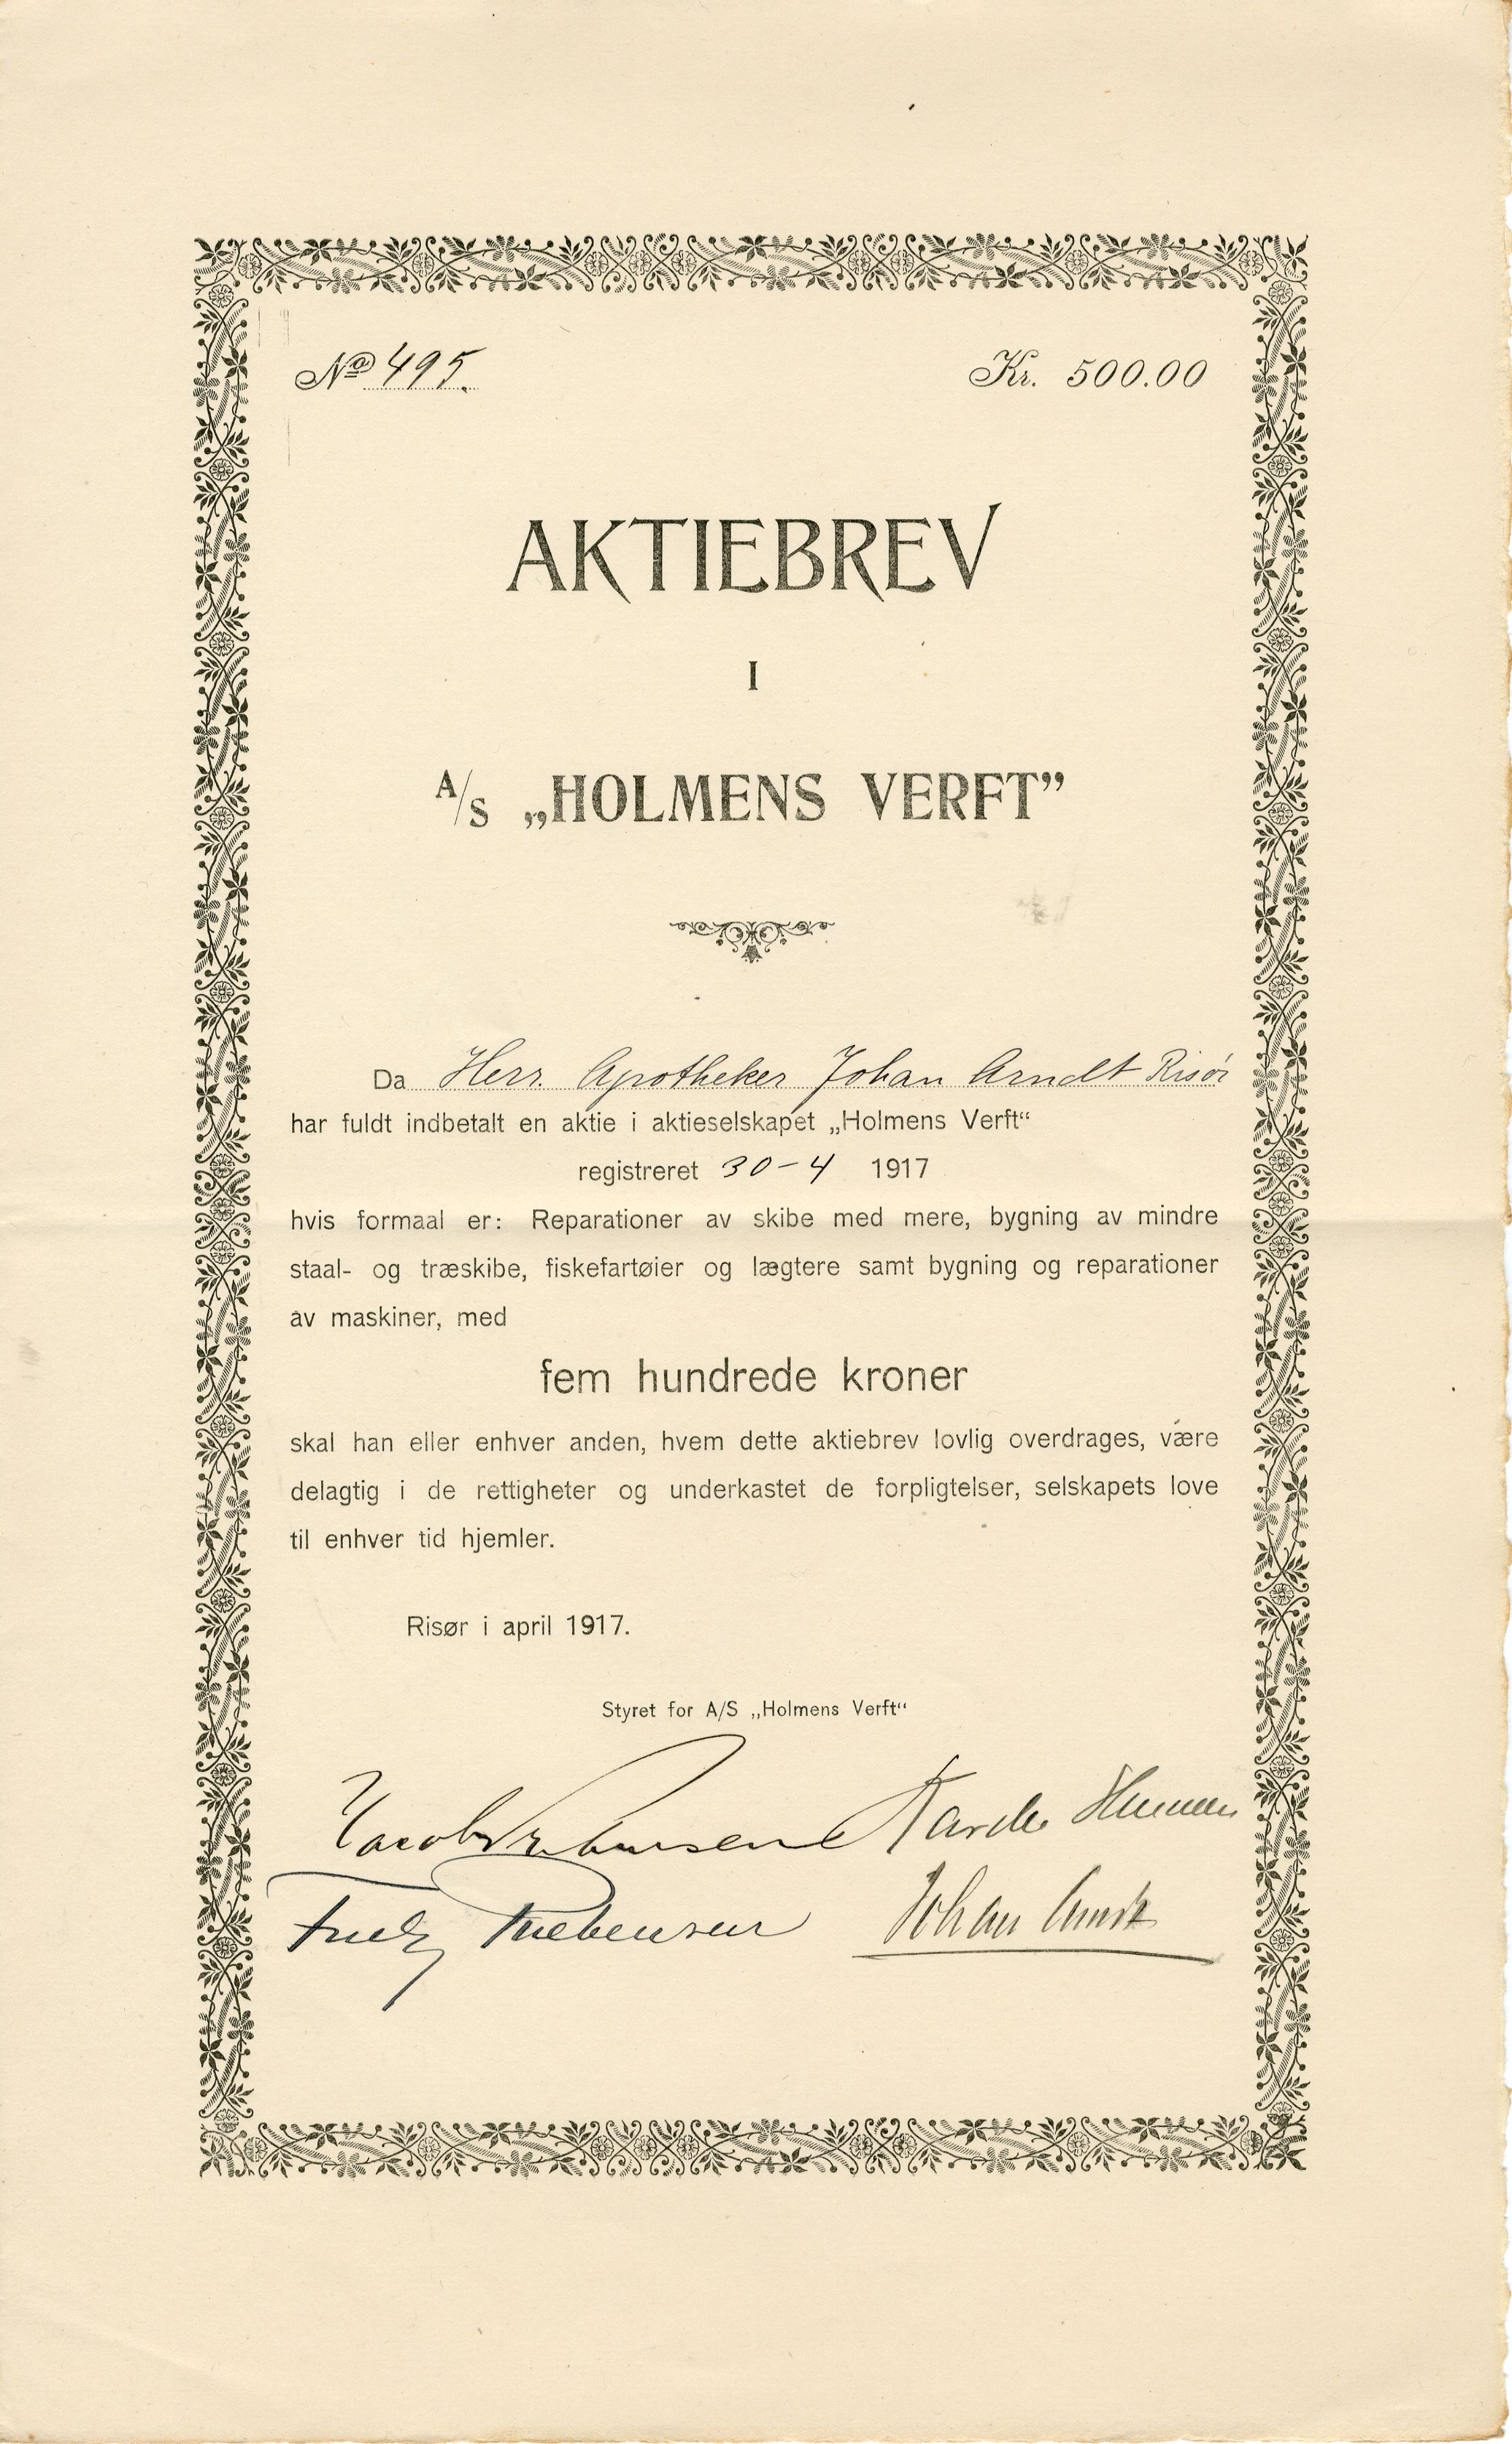 No 495.
Kr. 500.00
AKTIEBREV
I
A/S „HOLMENS VERFT”
Da Herr. Apotheker Johan Arndt Risør
har fuldt indbetalt en aktie i aktieselskapet „Holmens Verft“
registreret 30-4 1917
hvis formaal er: Reparationer av skibe med mere, bygning av mindre
staal- og træskibe, fiskefartøier og lægtere samt bygning og reparationer
av maskiner, med
fem hundrede kroner
skal han eller enhver anden, hvem dette aktiebrev lovlig overdrages, være
delagtig i de rettigheter og underkastet de forpligtelser, selskapets love
til enhver tid hjemler.
Risør i april 1917.
Styret for A/S „Holmens Verft“
Jacob
Johan Arndt